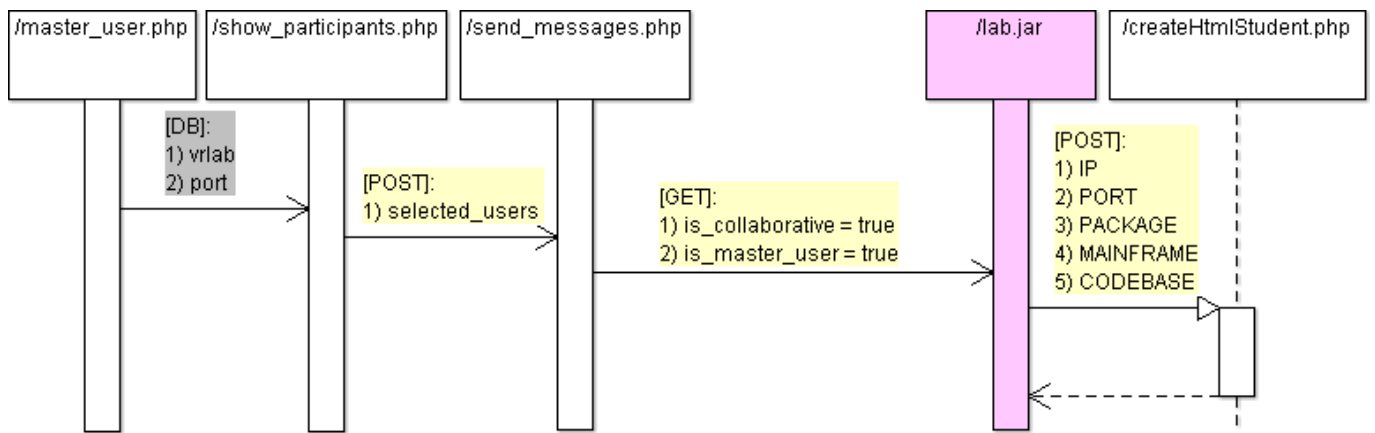 /master_user.php
/show_participants.php
/send_messages.php
/lab.jar
/createHtmlStudent.php
[DB]:
1) vrlab
2) port
[POST]:
1) selected_users
[GET]:
1) is_collaborative = true
2) is_master_user = true
[POST]:
1) IP
2) PORT
3) PACKAGE
4) MAINFRAME
5) CODEBASE